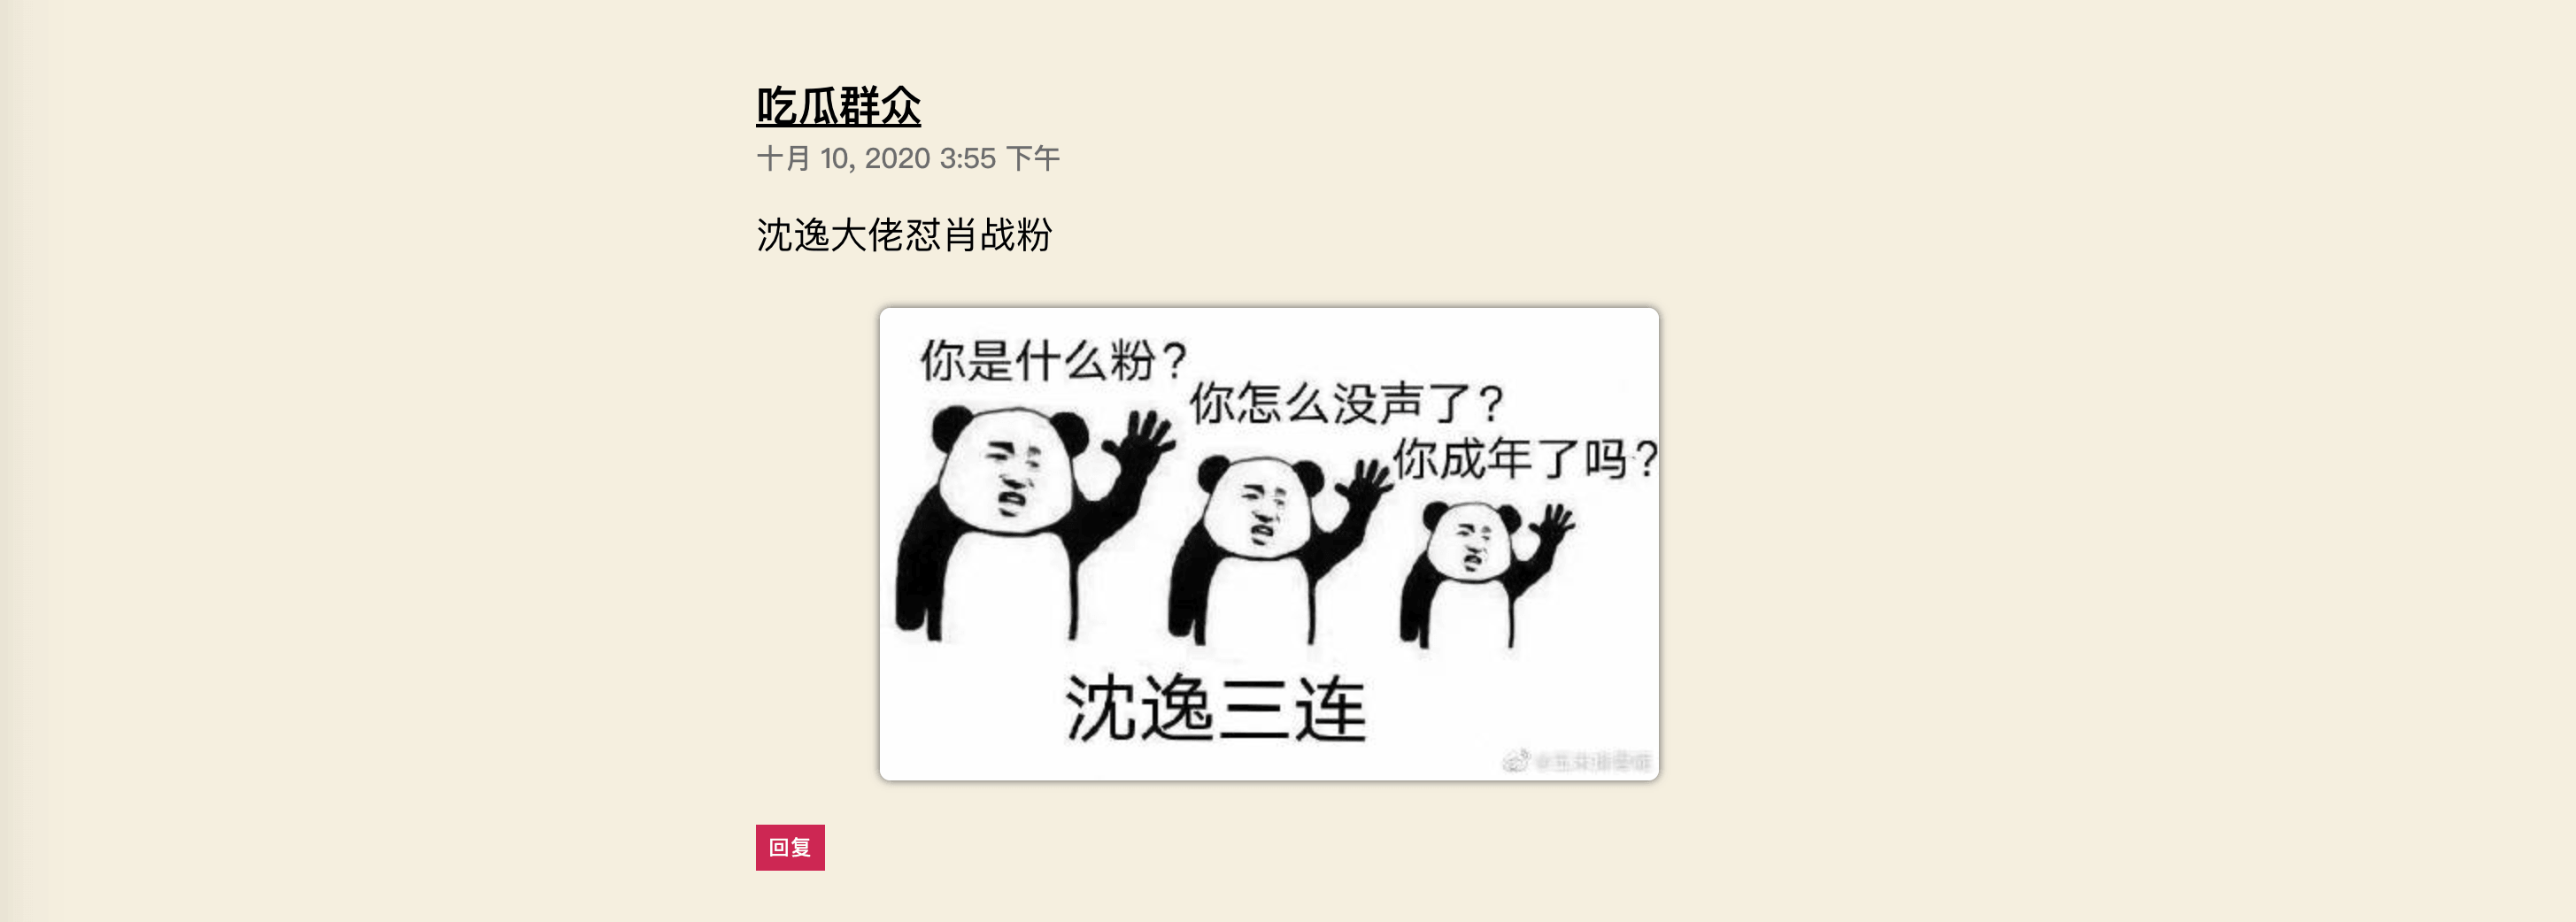 吃瓜群众
十月 10, 2020 3:55 下午
沈逸大佬怼肖战粉
你是什么粉？
你怎么没声了？
你成年了吗？
沈逸三连
回复